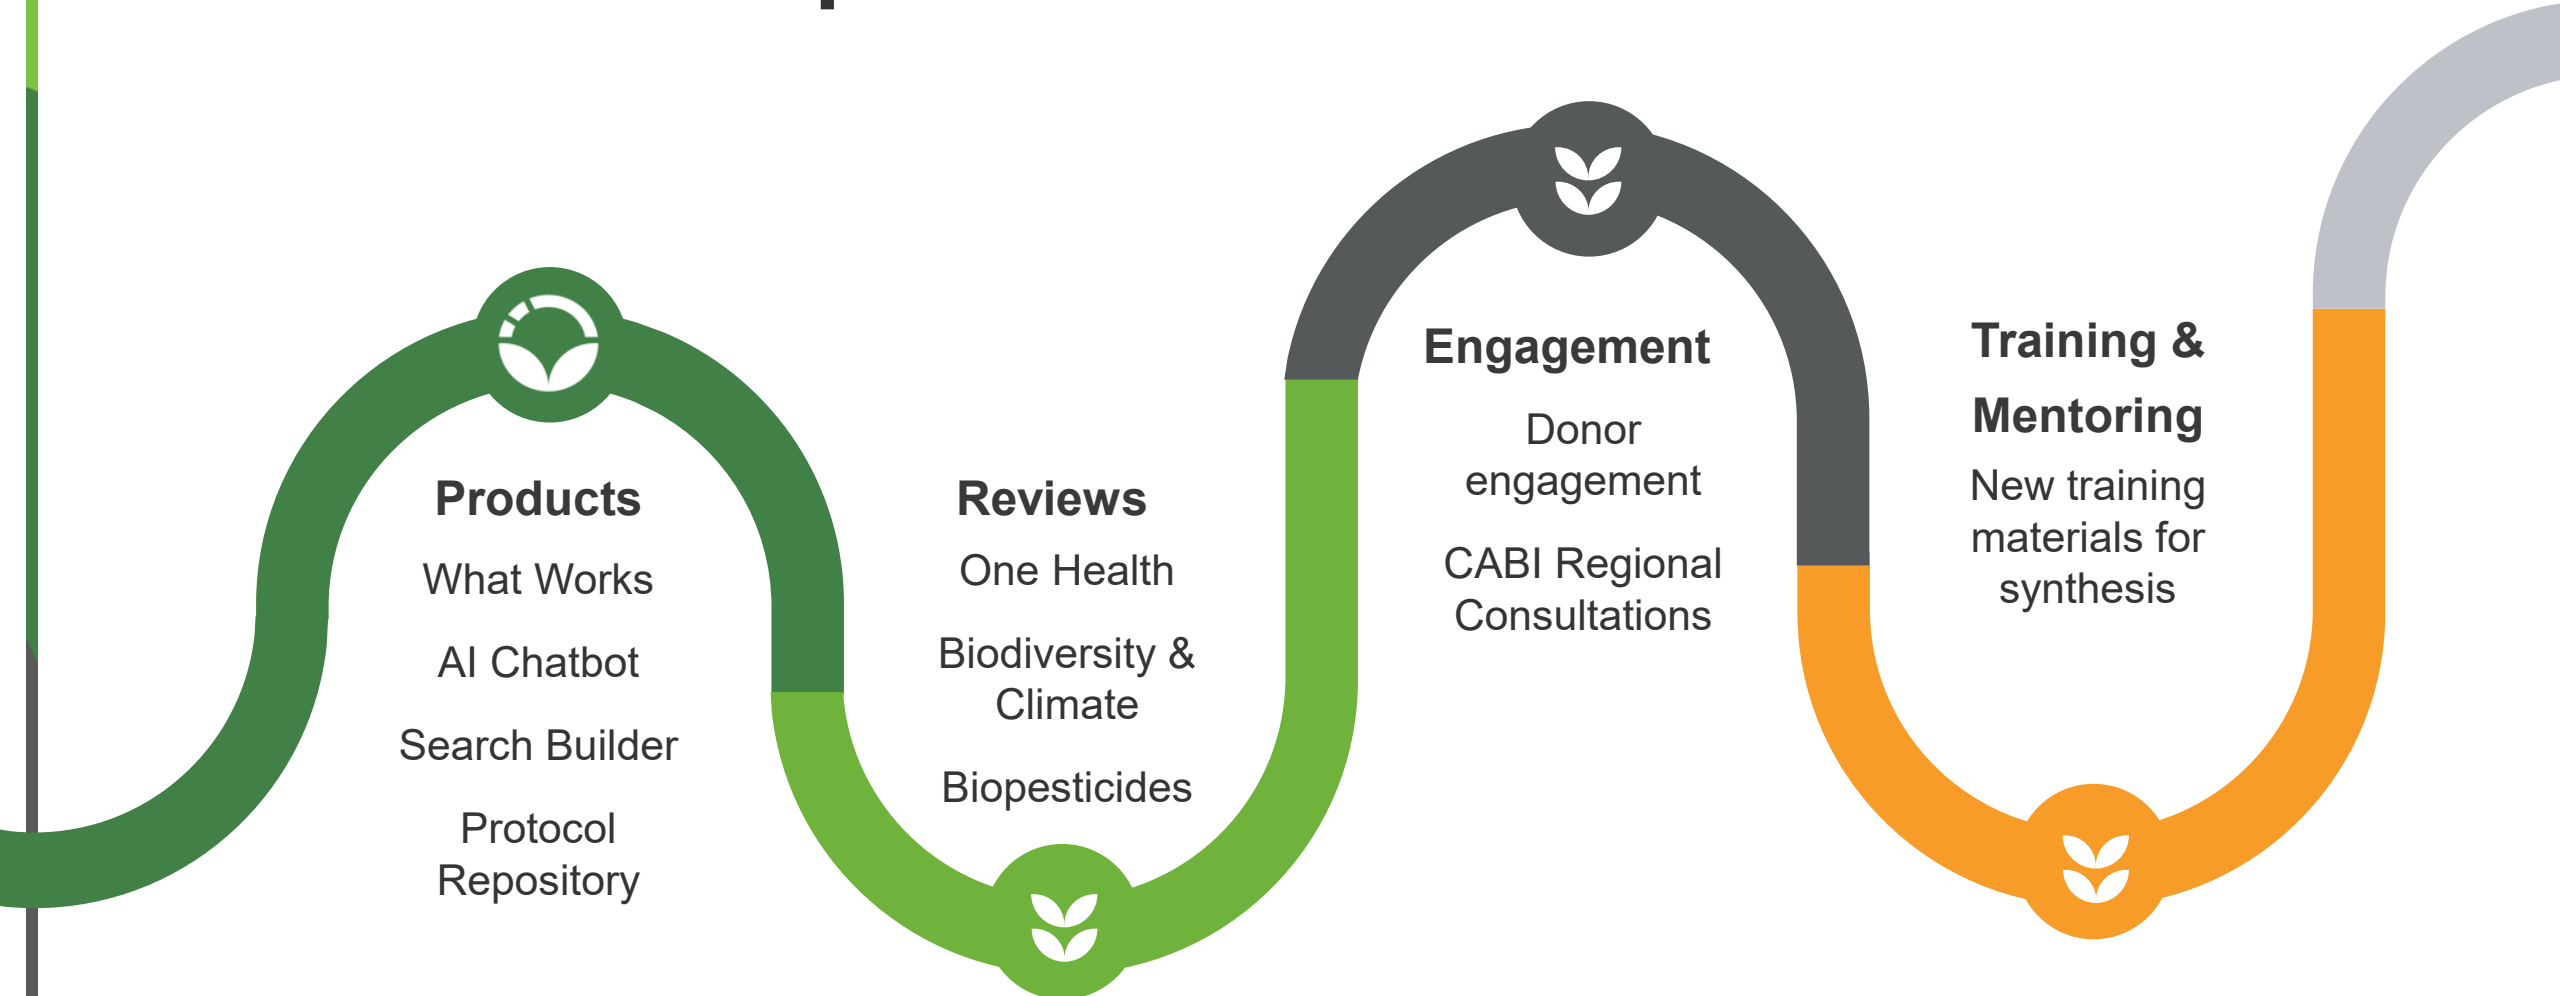 Products
What Works
AI Chatbot
Search Builder
Protocol
Repository
Reviews
One Health
Biodiversity &
Climate
Biopesticides
Engagement
Donor
engagement
CABI Regional
Consultations
Training &
Mentoring
New training
materials for
synthesis